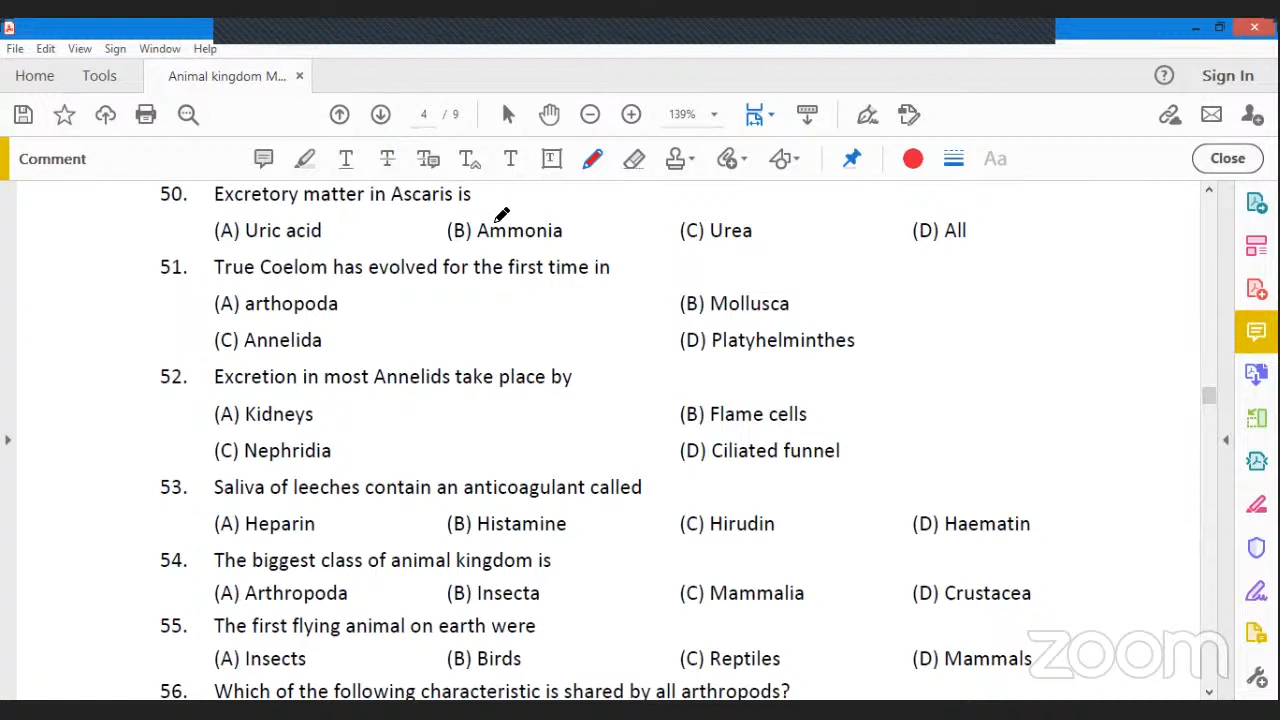 File Edit View Sign Window Help
Home Tools Animal kingdom M... × ? Sign In
4 / 9 139%
Comment Aa Close
50. Excretory matter in Ascaris is
(A) Uric acid (B) Ammonia (C) Urea (D) All
51. True Coelom has evolved for the first time in
(A) arthopoda (B) Mollusca
(C) Annelida (D) Platyhelminthes
52. Excretion in most Annelids take place by
(A) Kidneys (B) Flame cells
(C) Nephridia (D) Ciliated funnel
53. Saliva of leeches contain an anticoagulant called
(A) Heparin (B) Histamine (C) Hirudin (D) Haematin
54. The biggest class of animal kingdom is
(A) Arthropoda (B) Insecta (C) Mammalia (D) Crustacea
55. The first flying animal on earth were
(A) Insects (B) Birds (C) Reptiles (D) Mammals
zoom
56. Which of the following characteristic is shared by all arthropods?